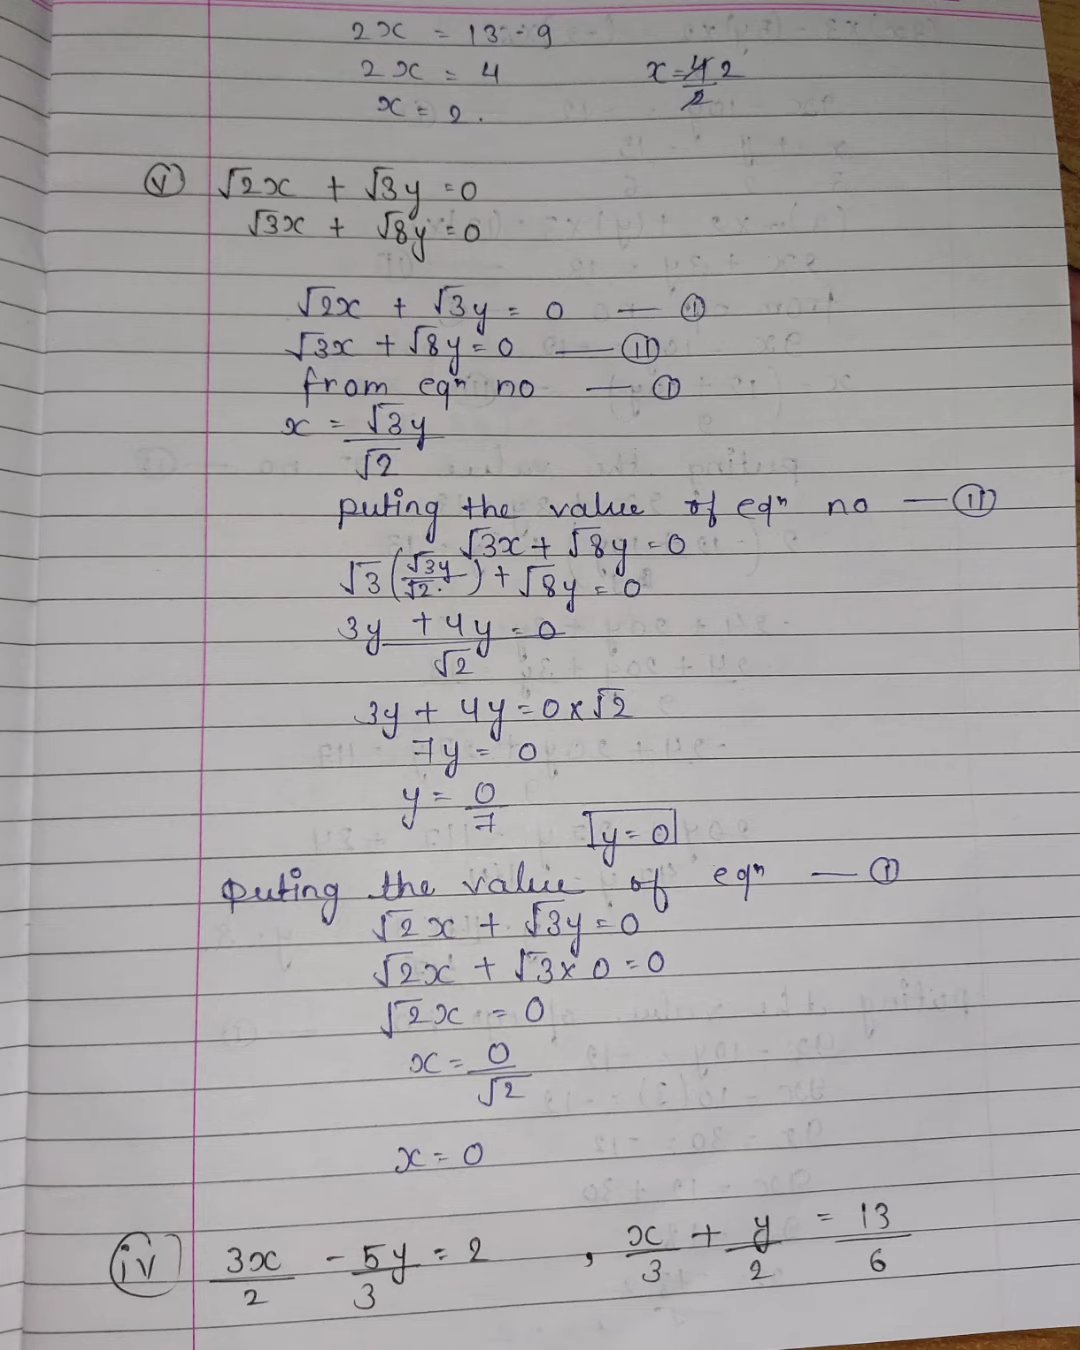 2x = 13 - 9
2x = 4 x = 4/2 2
x = 2.
(v) √2x + √3y = 0
√3x + √8y = 0
√2x + √3y = 0 — (i)
√3x + √8y = 0 — (ii)
from eqⁿ no — (i)
x = √3y/√2
puting the value of eqⁿ no — (ii)
√3x + √8y = 0
√3(√3y/√2.) + √8y = 0
3y + 4y/√2 = 0
3y + 4y = 0 x √2
7y = 0
y = 0/7
y = 0
puting the value of eqⁿ — (i)
√2x + √3y = 0
√2x + √3 x 0 = 0
√2x = 0
x = 0/√2
x = 0
(iv) 3x/2 - 5y/3 = 2 , x/3 + y/2 = 13/6